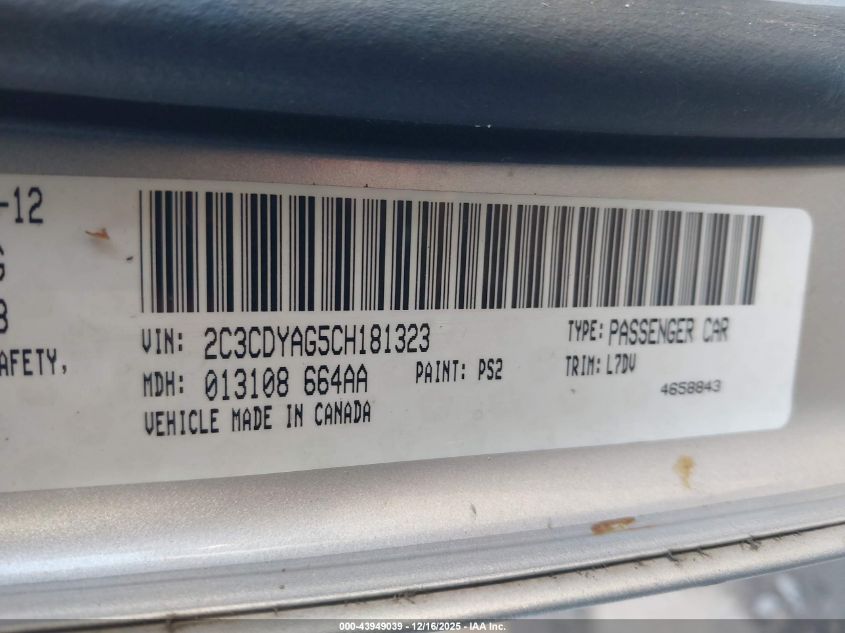 -12
G
8
AFETY,
VIN: 2C3CDYAG5CH181323
TYPE: PASSENGER CAR
MDH: 013108 664AA
PAINT: PS2
TRIM: L7DV
4658843
VEHICLE MADE IN CANADA
000-43949039 | 12/16/2025 - IAA Inc.